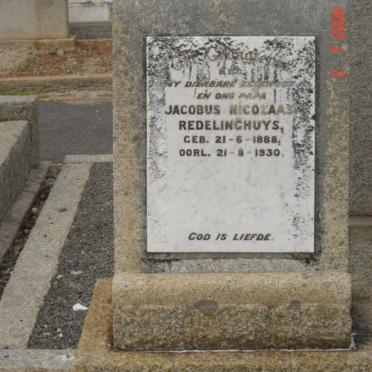 MY DIERBARE EGGENOOT
EN ONS PAPA
JACOBUS NICOLAAS
REDELINGHUYS,
GEB. 21-6-1888,
OORL. 21-8-1930.
GOD IS LIEFDE.